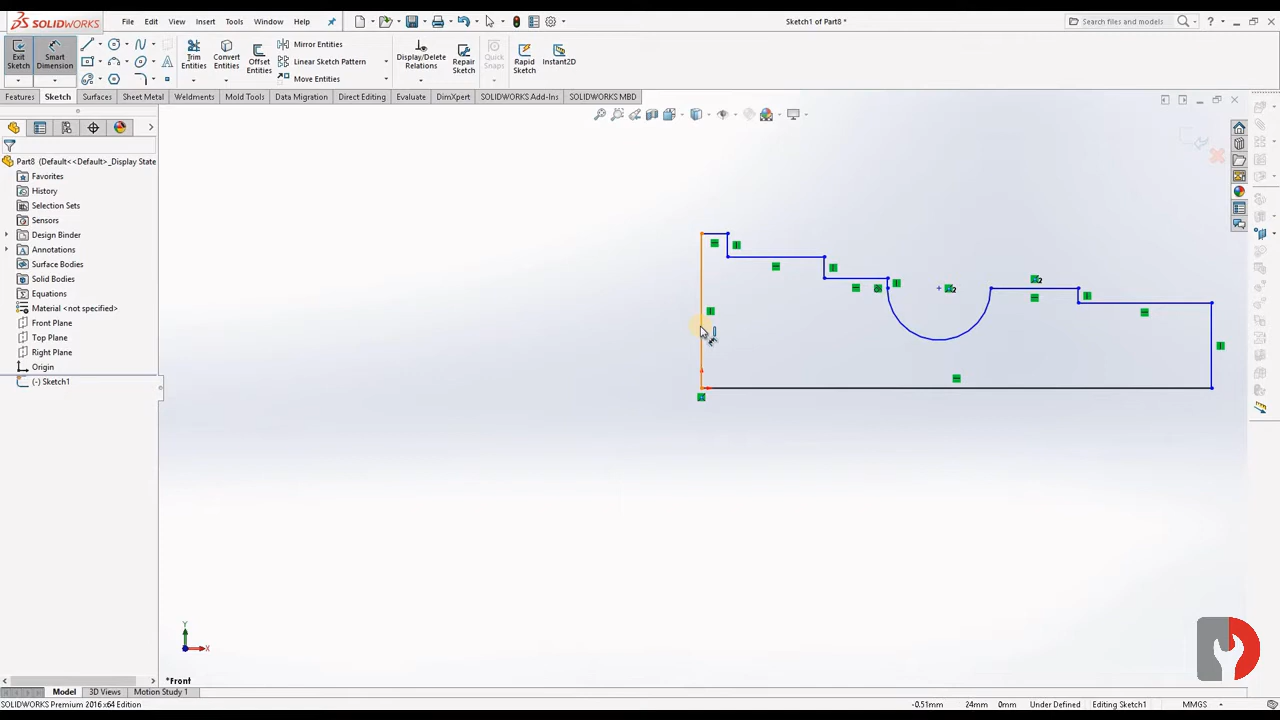 SOLIDWORKS File Edit View Insert Tools Window Help Sketch1 of Part8 * Search files and models ?
Exit Sketch Smart Dimension Trim Entities Convert Entities Offset Entities Mirror Entities Linear Sketch Pattern Move Entities Display/Delete Relations Repair Sketch Quick Snaps Rapid Sketch Instant2D
Features Sketch Surfaces Sheet Metal Weldments Mold Tools Data Migration Direct Editing Evaluate DimXpert SOLIDWORKS Add-Ins SOLIDWORKS MBD
Part8 (Default<<Default>_Display State
Favorites
History
Selection Sets
Sensors
Design Binder
Annotations
Surface Bodies
Solid Bodies
Equations
Material <not specified>
Front Plane
Top Plane
Right Plane
Origin
(-) Sketch1
2
2
Y
X
*Front
Model 3D Views Motion Study 1
SOLIDWORKS Premium 2016 x64 Edition -0.51mm 24mm 0mm Under Defined Editing Sketch1 MMGS